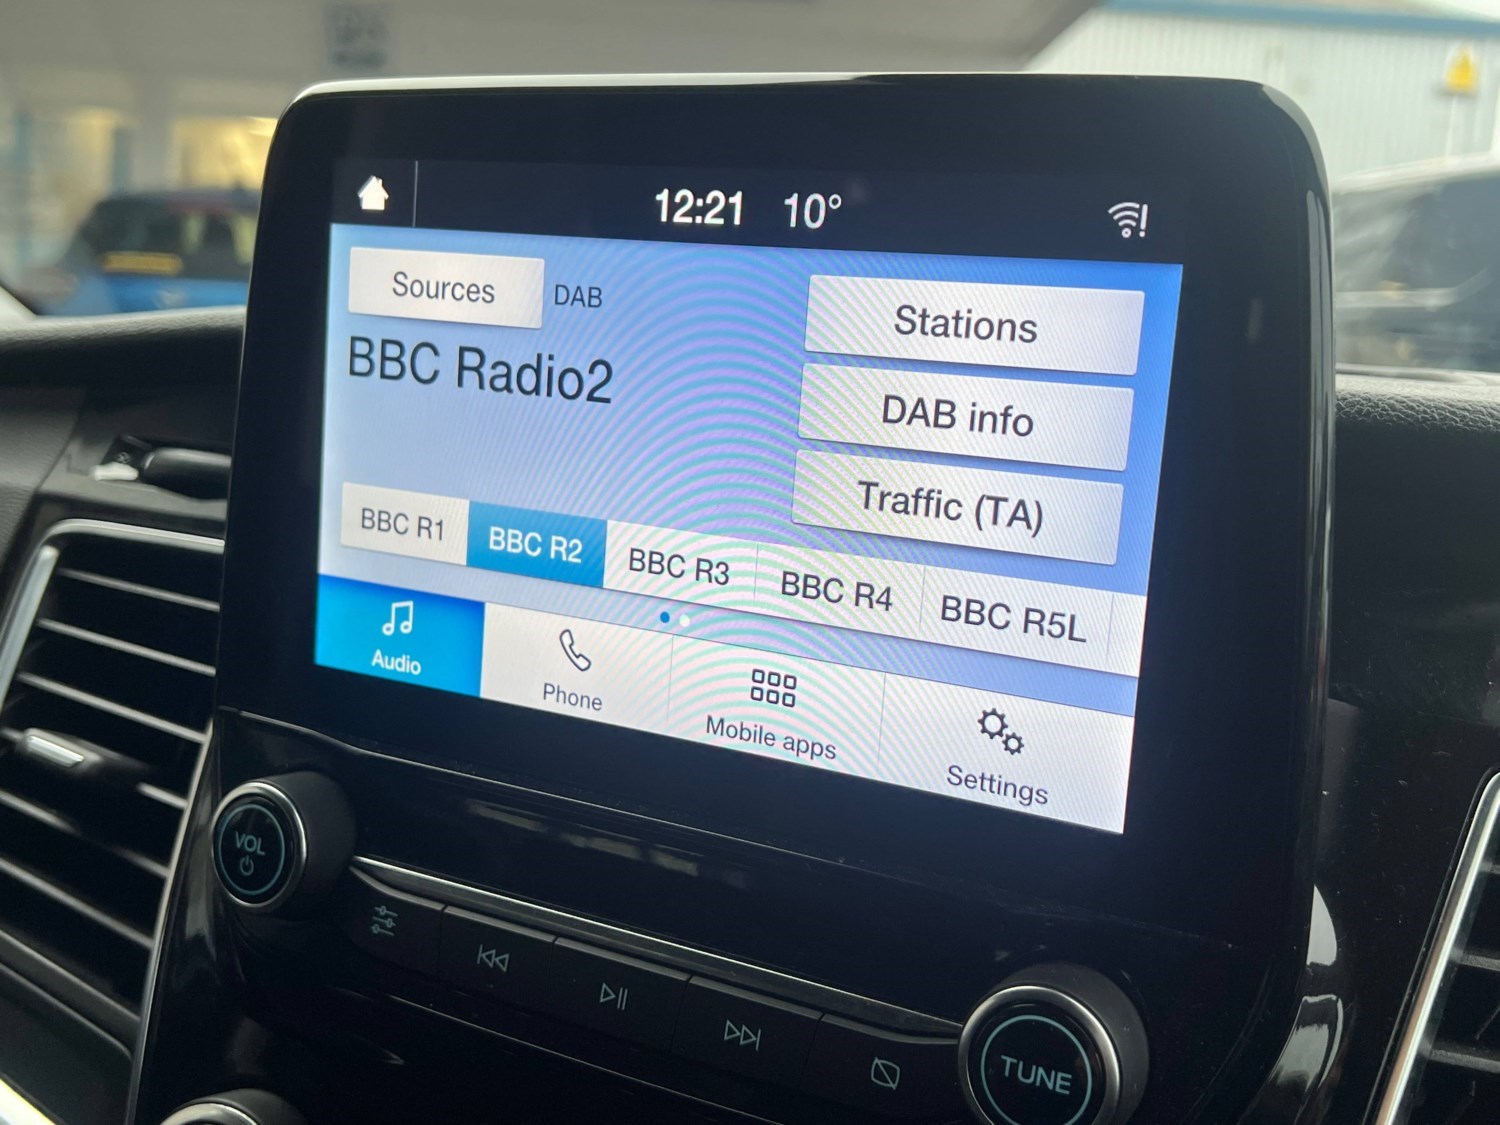 12:21 10°
Sources DAB
BBC Radio2
Stations
DAB info
Traffic (TA)
BBC R1 BBC R2 BBC R3 BBC R4 BBC R5L
Audio Phone Mobile apps Settings
VOL
TUNE